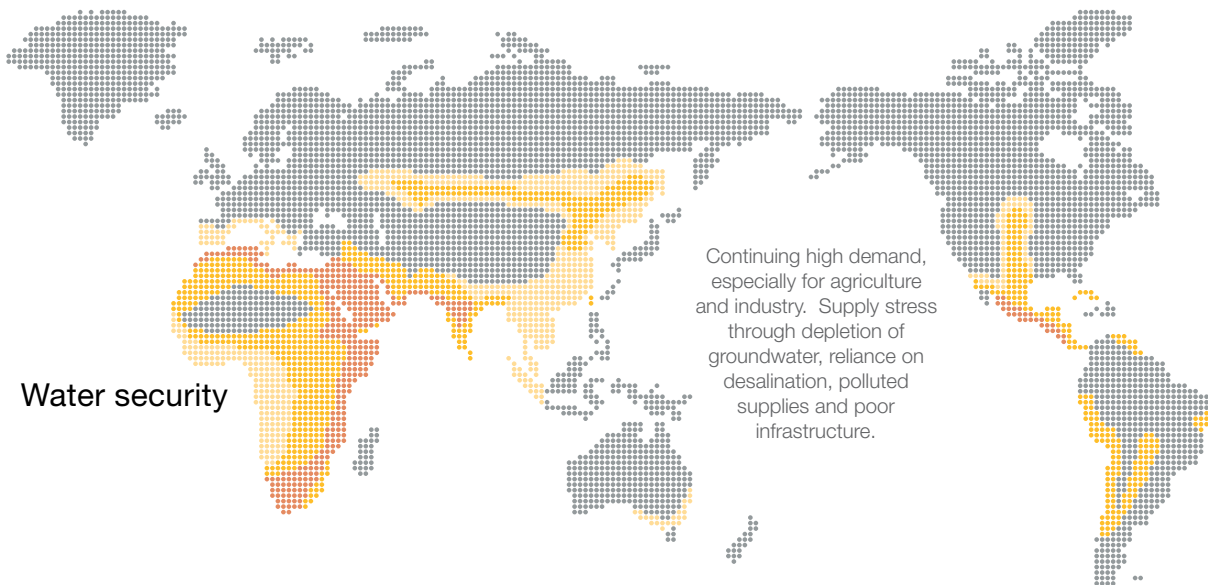 Continuing high demand,
especially for agriculture
and industry.  Supply stress
through depletion of
groundwater, reliance on
desalination, polluted
supplies and poor
infrastructure.
Water security